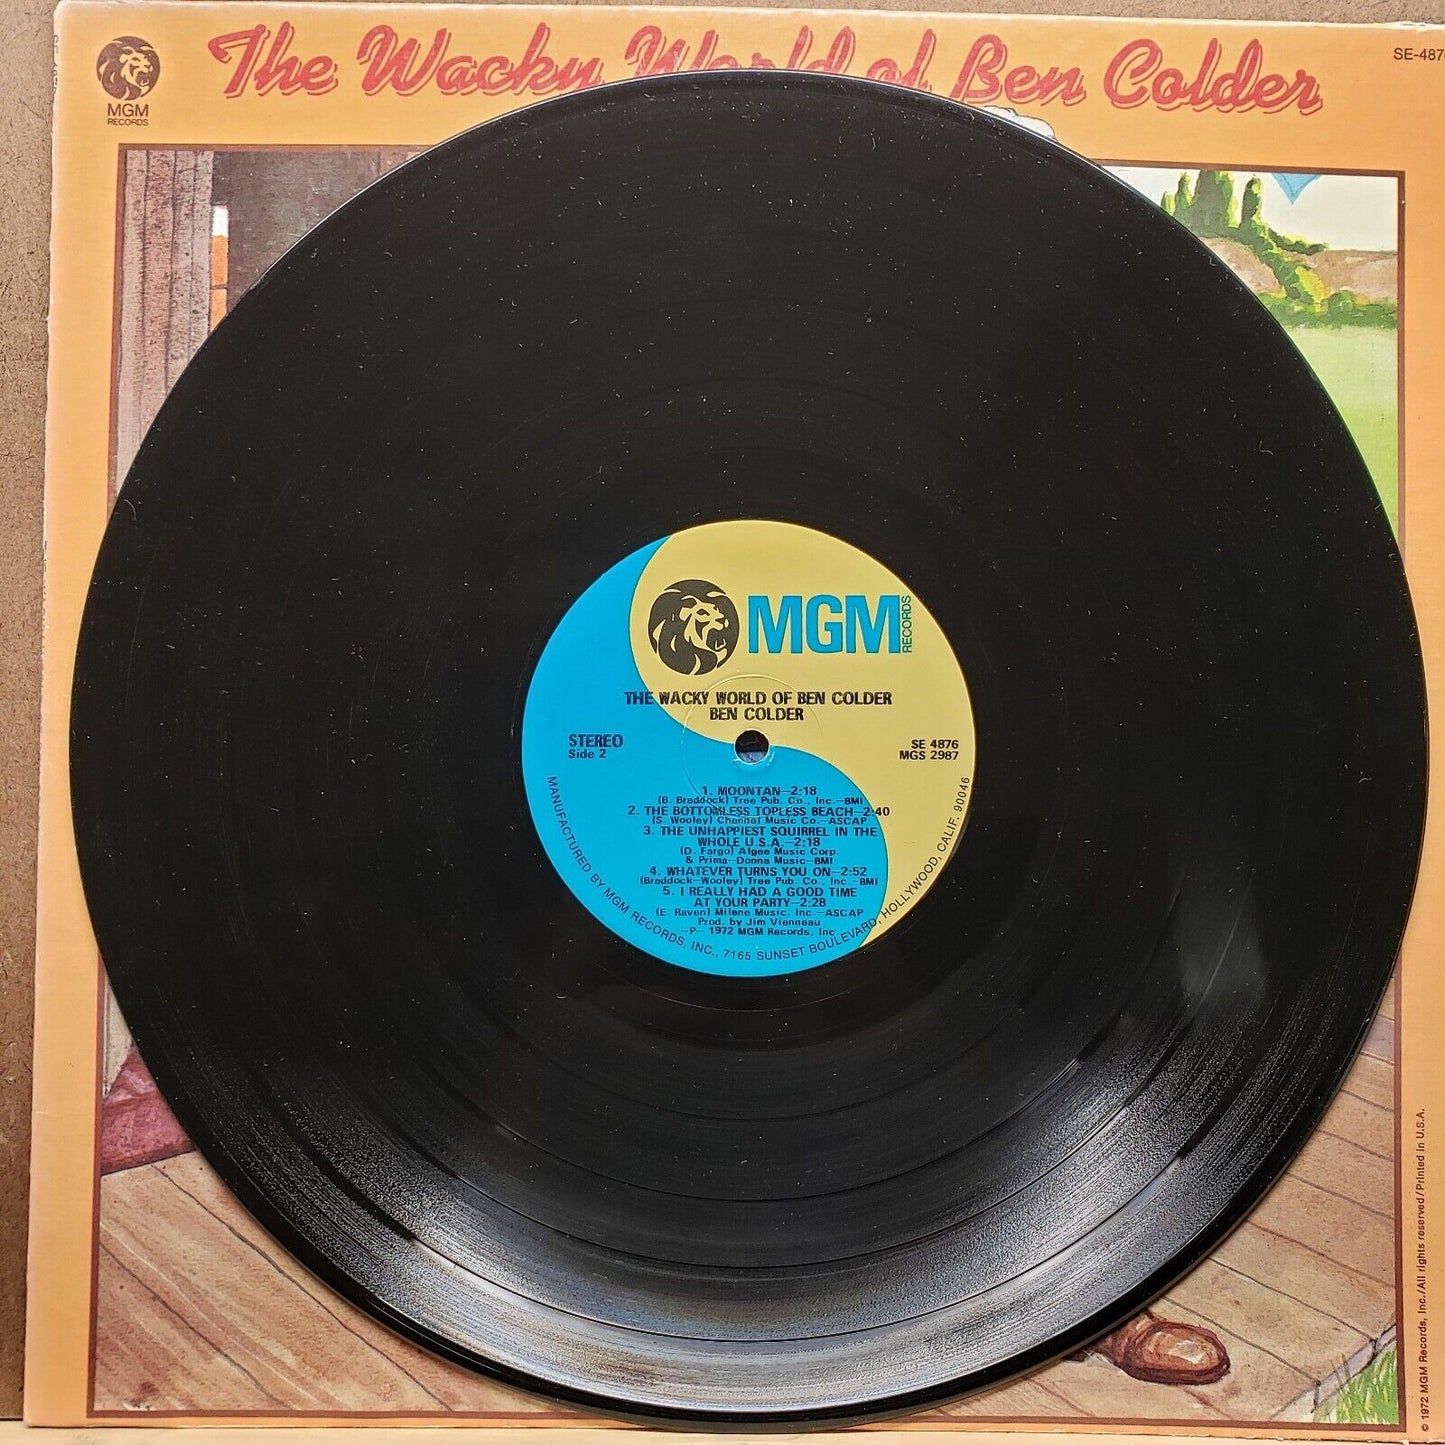 The Wacky World of Ben Colder
SE-487
MGM
RECORDS
MGM
RECORDS
THE WACKY WORLD OF BEN COLDER
BEN COLDER
STEREO
Side 2
SE 4876
MGS 2987
1. MOONTAN—2:18
(B. Braddock) Tree Pub. Co., Inc.—BMI
2. THE BOTTOMLESS TOPLESS BEACH—2:40
(S. Wooley) Channel Music Co.—ASCAP
3. THE UNHAPPIEST SQUIRREL IN THE
WHOLE U.S.A.—2:18
(D. Fargo) Algee Music Corp.
& Prima-Donna Music—BMI
4. WHATEVER TURNS YOU ON—2:52
(Braddock-Wooley) Tree Pub. Co., Inc.—BMI
5. I REALLY HAD A GOOD TIME
AT YOUR PARTY—2:28
(E. Raven) Milene Music, Inc.—ASCAP
Prod. by Jim Vienneau
-P- 1972 MGM Records, Inc.
MANUFACTURED BY MGM RECORDS, INC., 7165 SUNSET BOULEVARD, HOLLYWOOD, CALIF. 90046
© 1972 MGM Records, Inc./All rights reserved/Printed in U.S.A.